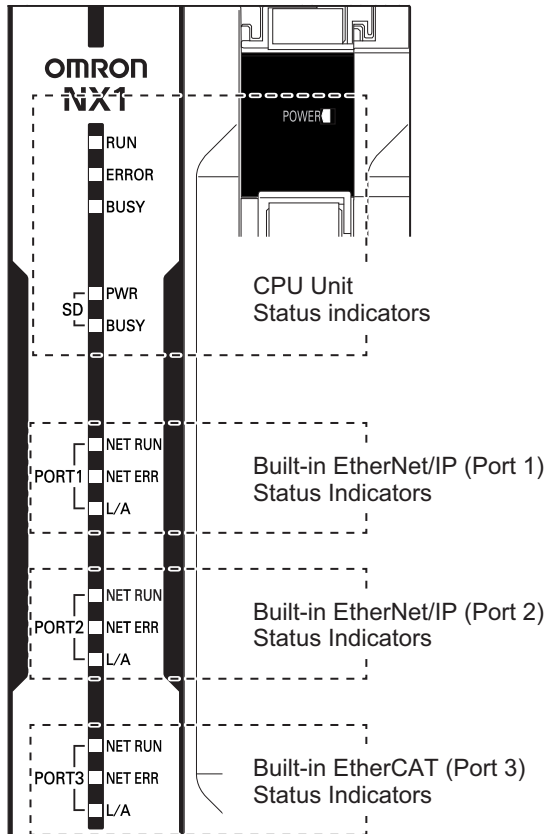 OMRON
NX1
POWER
RUN
ERROR
BUSY
SD
PWR
BUSY
CPU Unit
Status indicators
PORT1
NET RUN
NET ERR
L/A
Built-in EtherNet/IP (Port 1)
Status Indicators
PORT2
NET RUN
NET ERR
L/A
Built-in EtherNet/IP (Port 2)
Status Indicators
PORT3
NET RUN
NET ERR
L/A
Built-in EtherCAT (Port 3)
Status Indicators